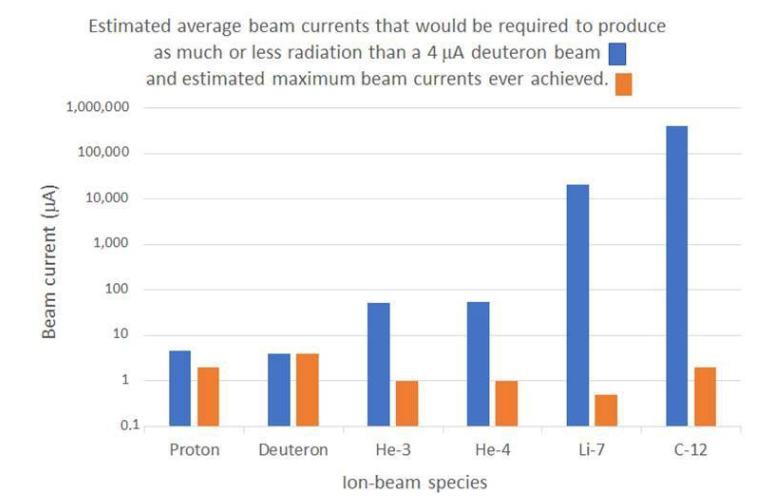 Estimated average beam currents that would be required to produce
as much or less radiation than a 4 μA deuteron beam
and estimated maximum beam currents ever achieved.
1,000,000
100,000
10,000
1,000
100
10
1
0.1
Beam current (μA)
Proton Deuteron He-3 He-4 Li-7 C-12
Ion-beam species